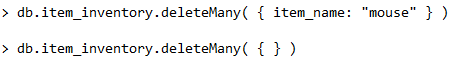 > db.item_inventory.deleteMany( { item_name: "mouse" } )
> db.item_inventory.deleteMany( { } )